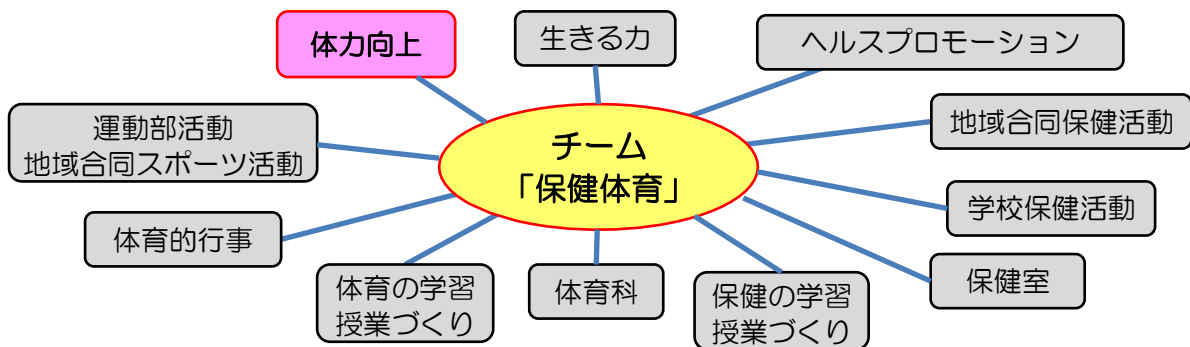 体力向上
生きる力
ヘルスプロモーション
運動部活動
地域合同スポーツ活動
チーム
「保健体育」
地域合同保健活動
体育的行事
学校保健活動
体育の学習
授業づくり
体育科
保健の学習
授業づくり
保健室